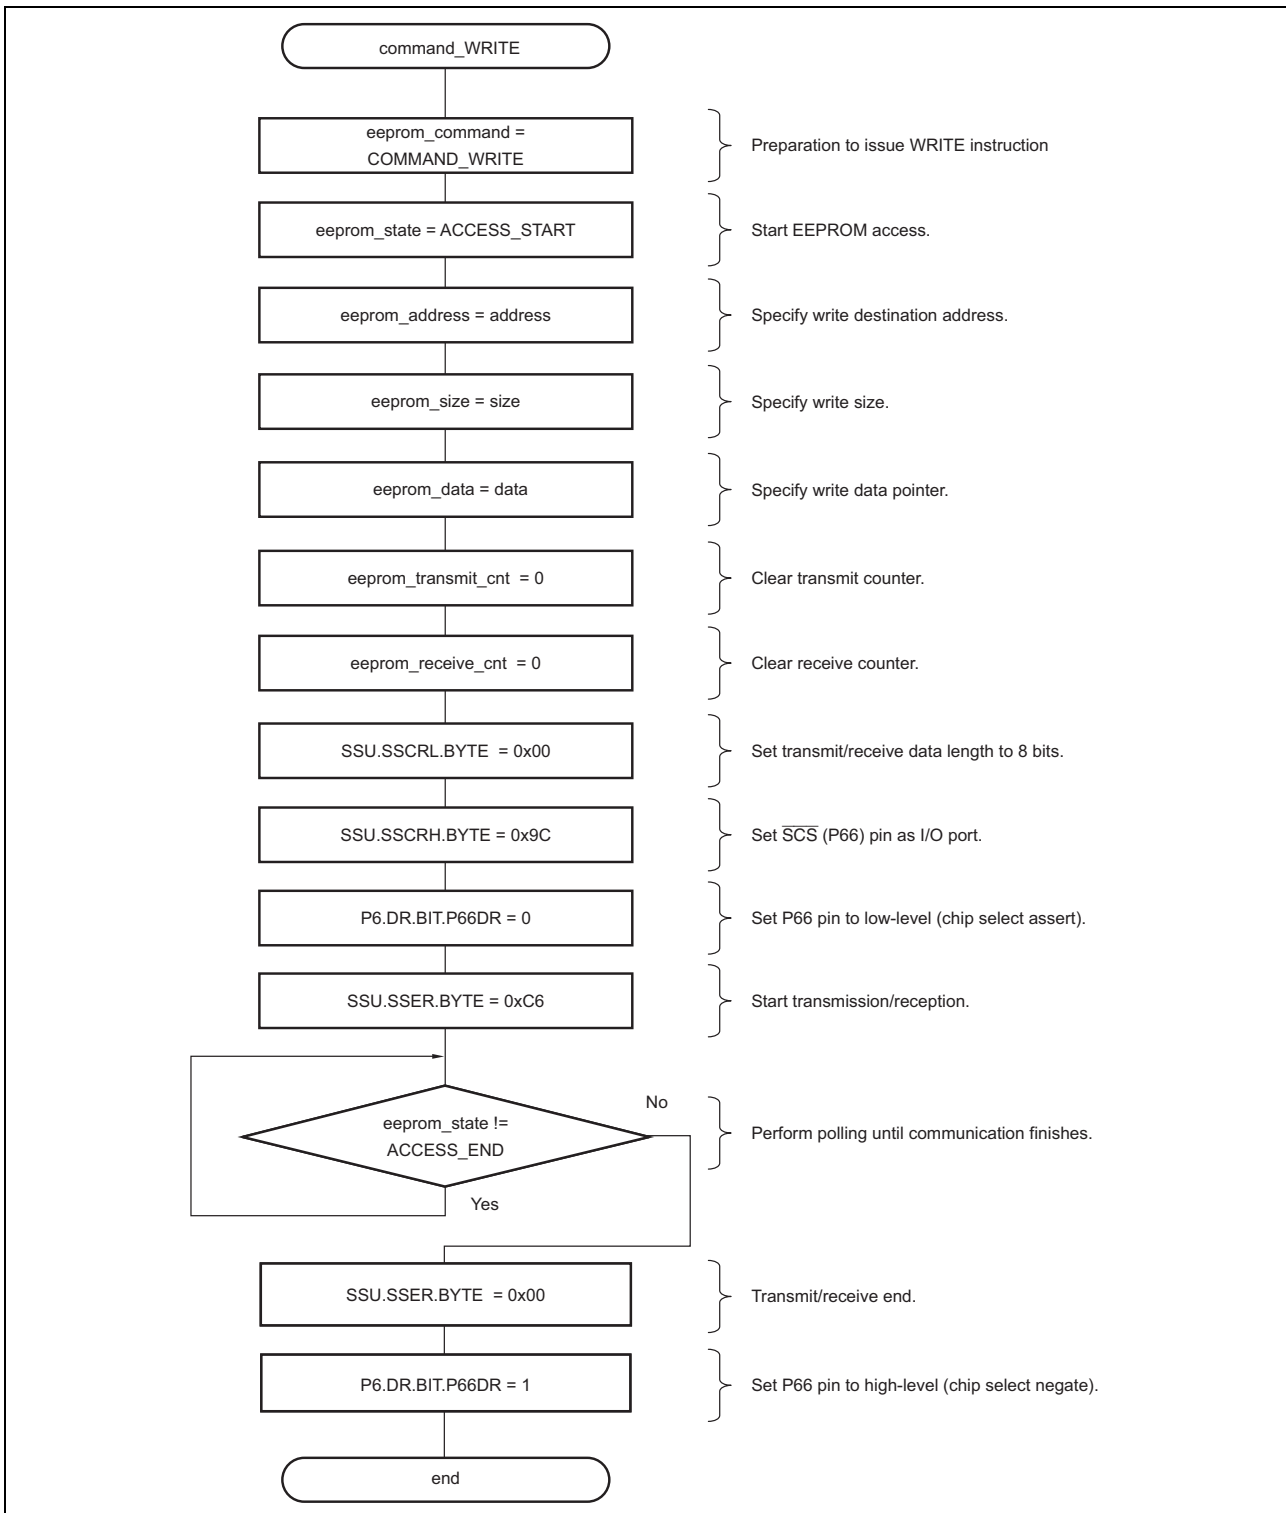 command_WRITE
eeprom_command =
COMMAND_WRITE
Preparation to issue WRITE instruction
eeprom_state = ACCESS_START
Start EEPROM access.
eeprom_address = address
Specify write destination address.
eeprom_size = size
Specify write size.
eeprom_data = data
Specify write data pointer.
eeprom_transmit_cnt = 0
Clear transmit counter.
eeprom_receive_cnt = 0
Clear receive counter.
SSU.SSCRL.BYTE = 0x00
Set transmit/receive data length to 8 bits.
SSU.SSCRH.BYTE = 0x9C
Set S̅C̅S̅ (P66) pin as I/O port.
P6.DR.BIT.P66DR = 0
Set P66 pin to low-level (chip select assert).
SSU.SSER.BYTE = 0xC6
Start transmission/reception.
No
eeprom_state !=
ACCESS_END
Perform polling until communication finishes.
Yes
SSU.SSER.BYTE = 0x00
Transmit/receive end.
P6.DR.BIT.P66DR = 1
Set P66 pin to high-level (chip select negate).
end